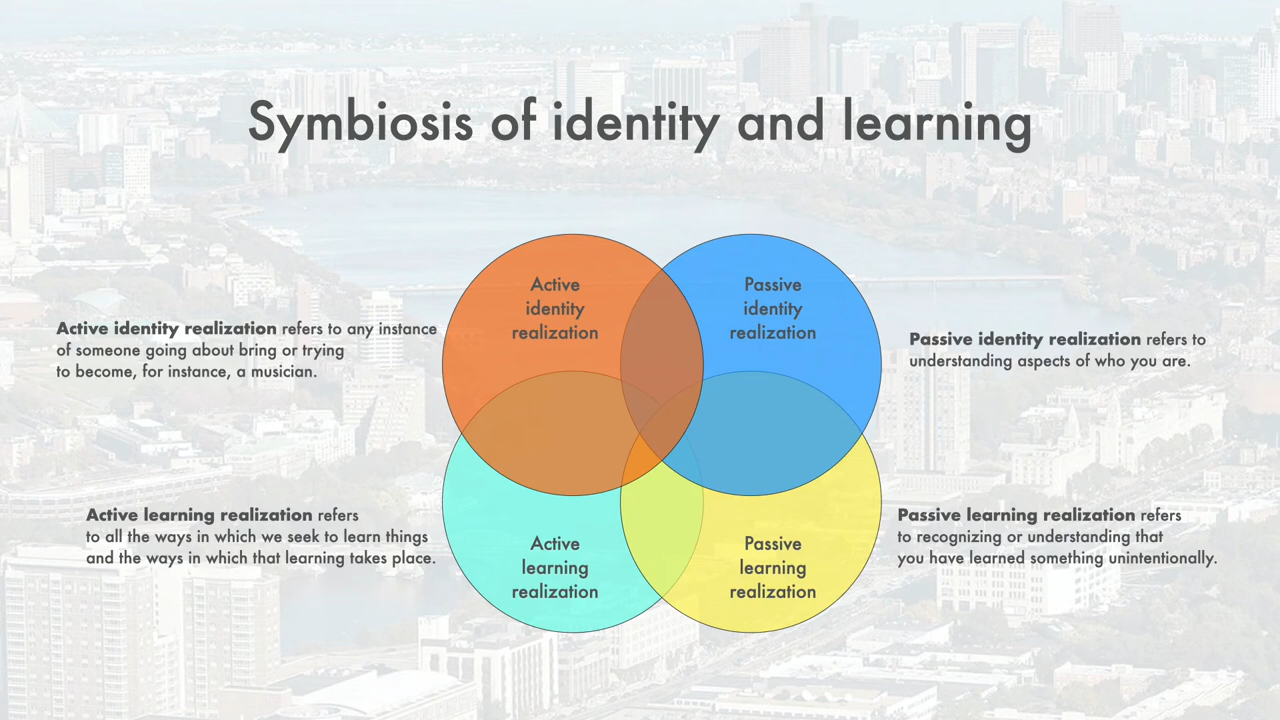 Symbiosis of identity and learning
Active
identity
realization
Passive
identity
realization
Active identity realization refers to any instance
of someone going about bring or trying
to become, for instance, a musician.
Passive identity realization refers to
understanding aspects of who you are.
Active learning realization refers
to all the ways in which we seek to learn things
and the ways in which that learning takes place.
Active
learning
realization
Passive
learning
realization
Passive learning realization refers
to recognizing or understanding that
you have learned something unintentionally.